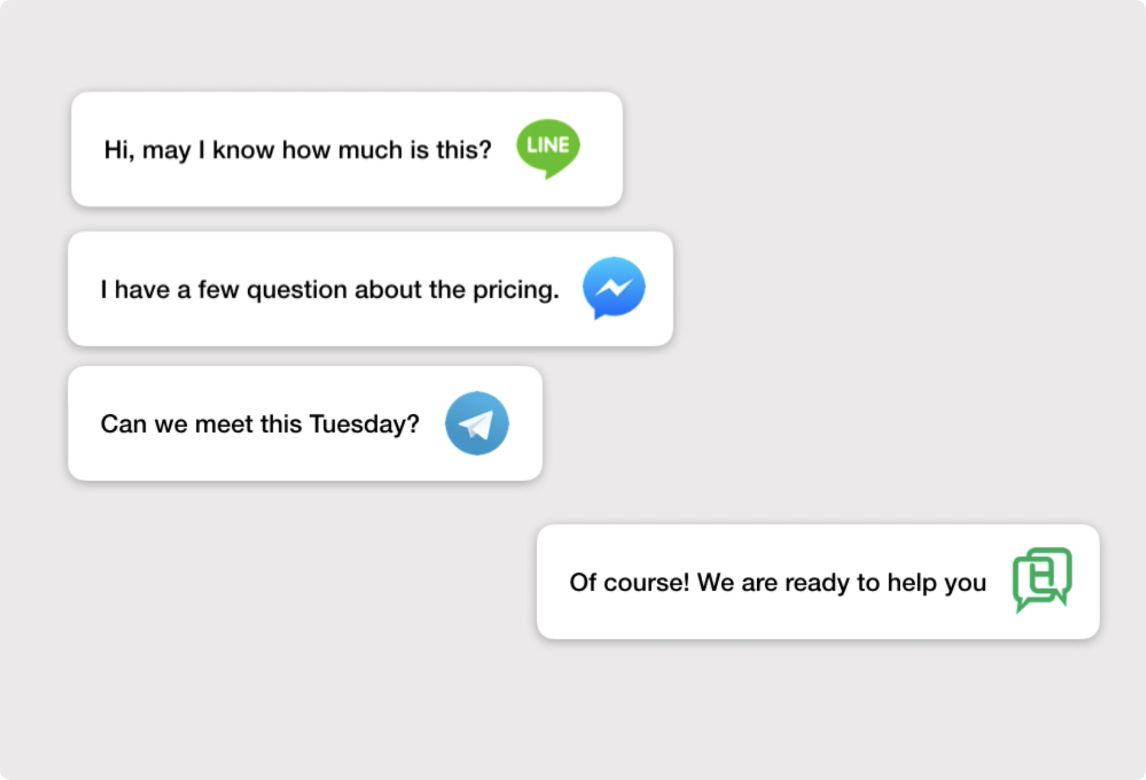 Hi, may I know how much is this?
LINE
I have a few question about the pricing.
Can we meet this Tuesday?
Of course! We are ready to help you